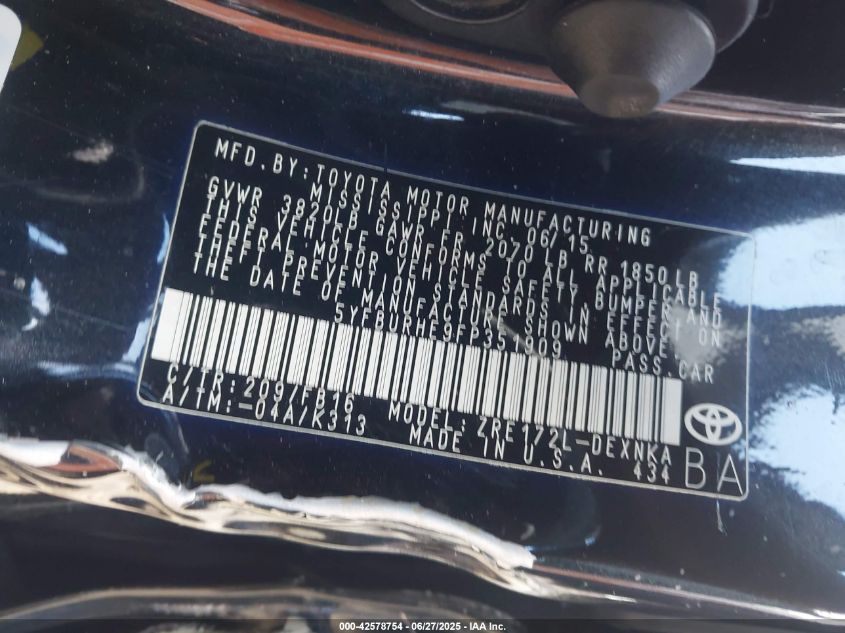 MFD. BY: TOYOTA MOTOR MANUFACTURING
MISSISSIPPI INC. 06/15
GVWR 3820LB GAWR FR 2070 LB RR 1850 LB
THIS VEHICLE CONFORMS TO ALL APPLICABLE
FEDERAL MOTOR VEHICLE SAFETY BUMPER AND
THEFT PREVENTION STANDARDS IN EFFECT ON
THE DATE OF MANUFACTURE SHOWN ABOVE.
5YFBURHE9FP351909 PASS.CAR
C/TR: 209/FB16 MODEL: ZRE172L-DEXNKA
A/TM: -04A/K313 MADE IN U.S.A. 434
BA
000-42578754 - 06/27/2025 - IAA Inc.